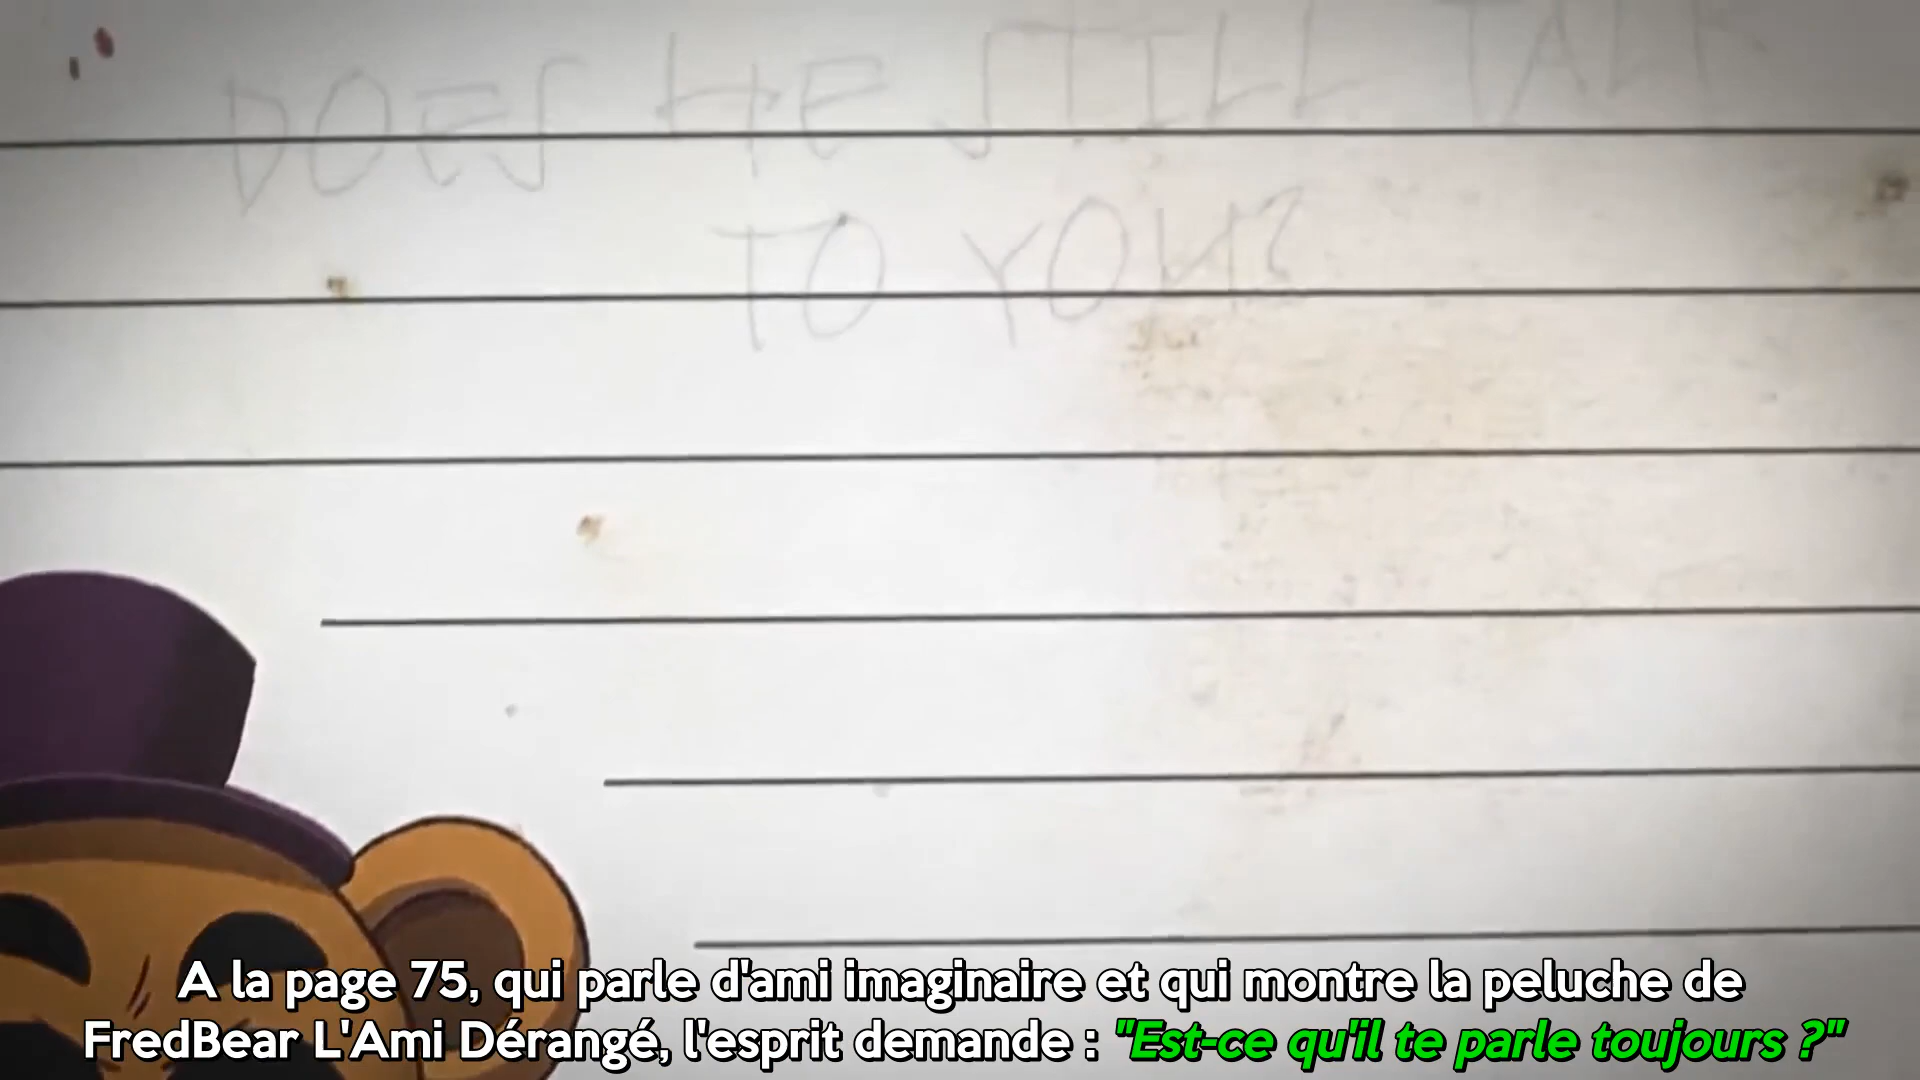 DOES HE STILL TALK
TO YOU?
A la page 75, qui parle d'ami imaginaire et qui montre la peluche de
FredBear L'Ami Dérangé, l'esprit demande : "Est-ce qu'il te parle toujours ?"